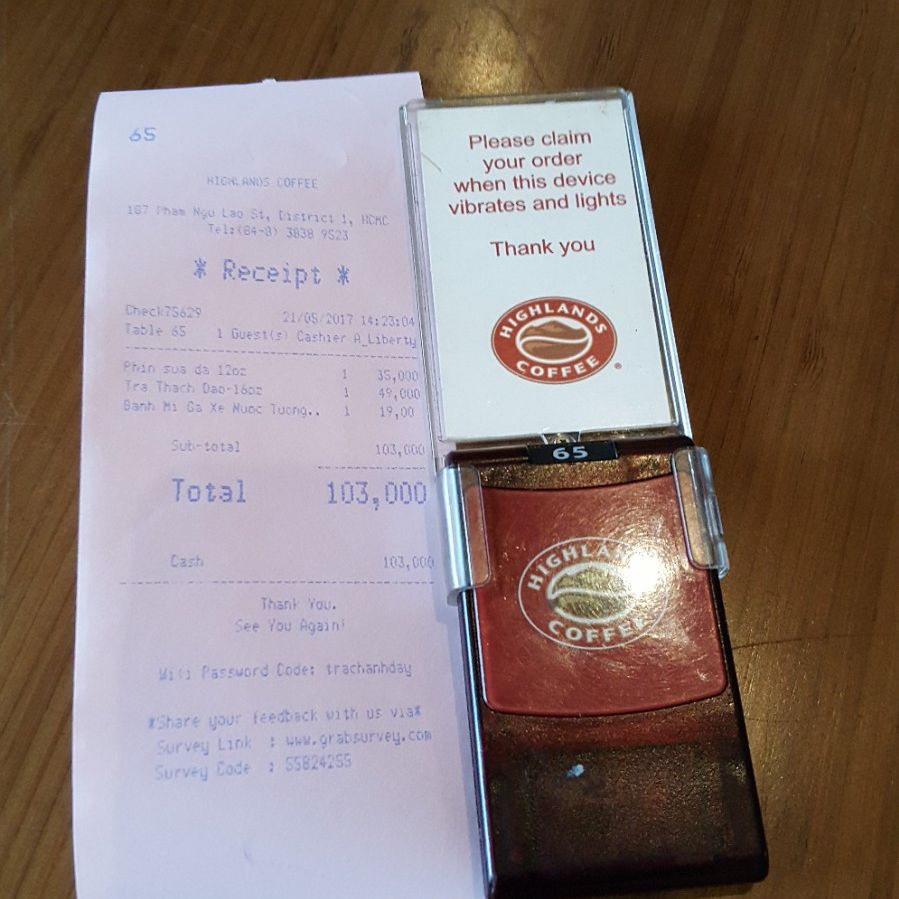 65
HIGHLANDS COFFEE
187 Pham Ngu Lao St, District 1, HCMC
Tel:(84-8) 3838 9523
* Receipt *
Check75629 21/05/2017 14:23:04
Table 65 1 Guest(s) Cashier A_Liberty
Phin sua da 12oz 1 35,000
Tra Thach Dao-16oz 1 49,000
Banh Mi Ga Xe Nuoc Tuong.. 1 19,00
Sub-total 103,000
Total 103,000
Cash 103,000
Thank You.
See You Again!
Wifi Password Code: trachanhday
*Share your feedback with us via*
Survey Link : www.grabsurvey.com
Survey Code : 55824255
Please claim
your order
when this device
vibrates and lights
Thank you
HIGHLANDS
COFFEE
®
65
HIGHLANDS
COFFEE